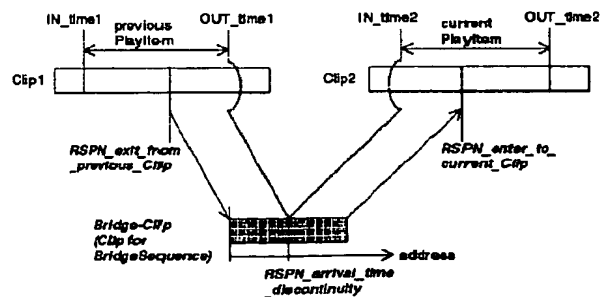 IN_time1
previous
PlayItem
OUT_time1
IN_time2
current
PlayItem
OUT_time2
Clip1
Clip2
RSPN_exit_from
_previous_Clip
RSPN_enter_to_
current_Clip
Bridge-Clip
(Clip for
BridgeSequence)
address
RSPN_arrival_time
_discontinuity